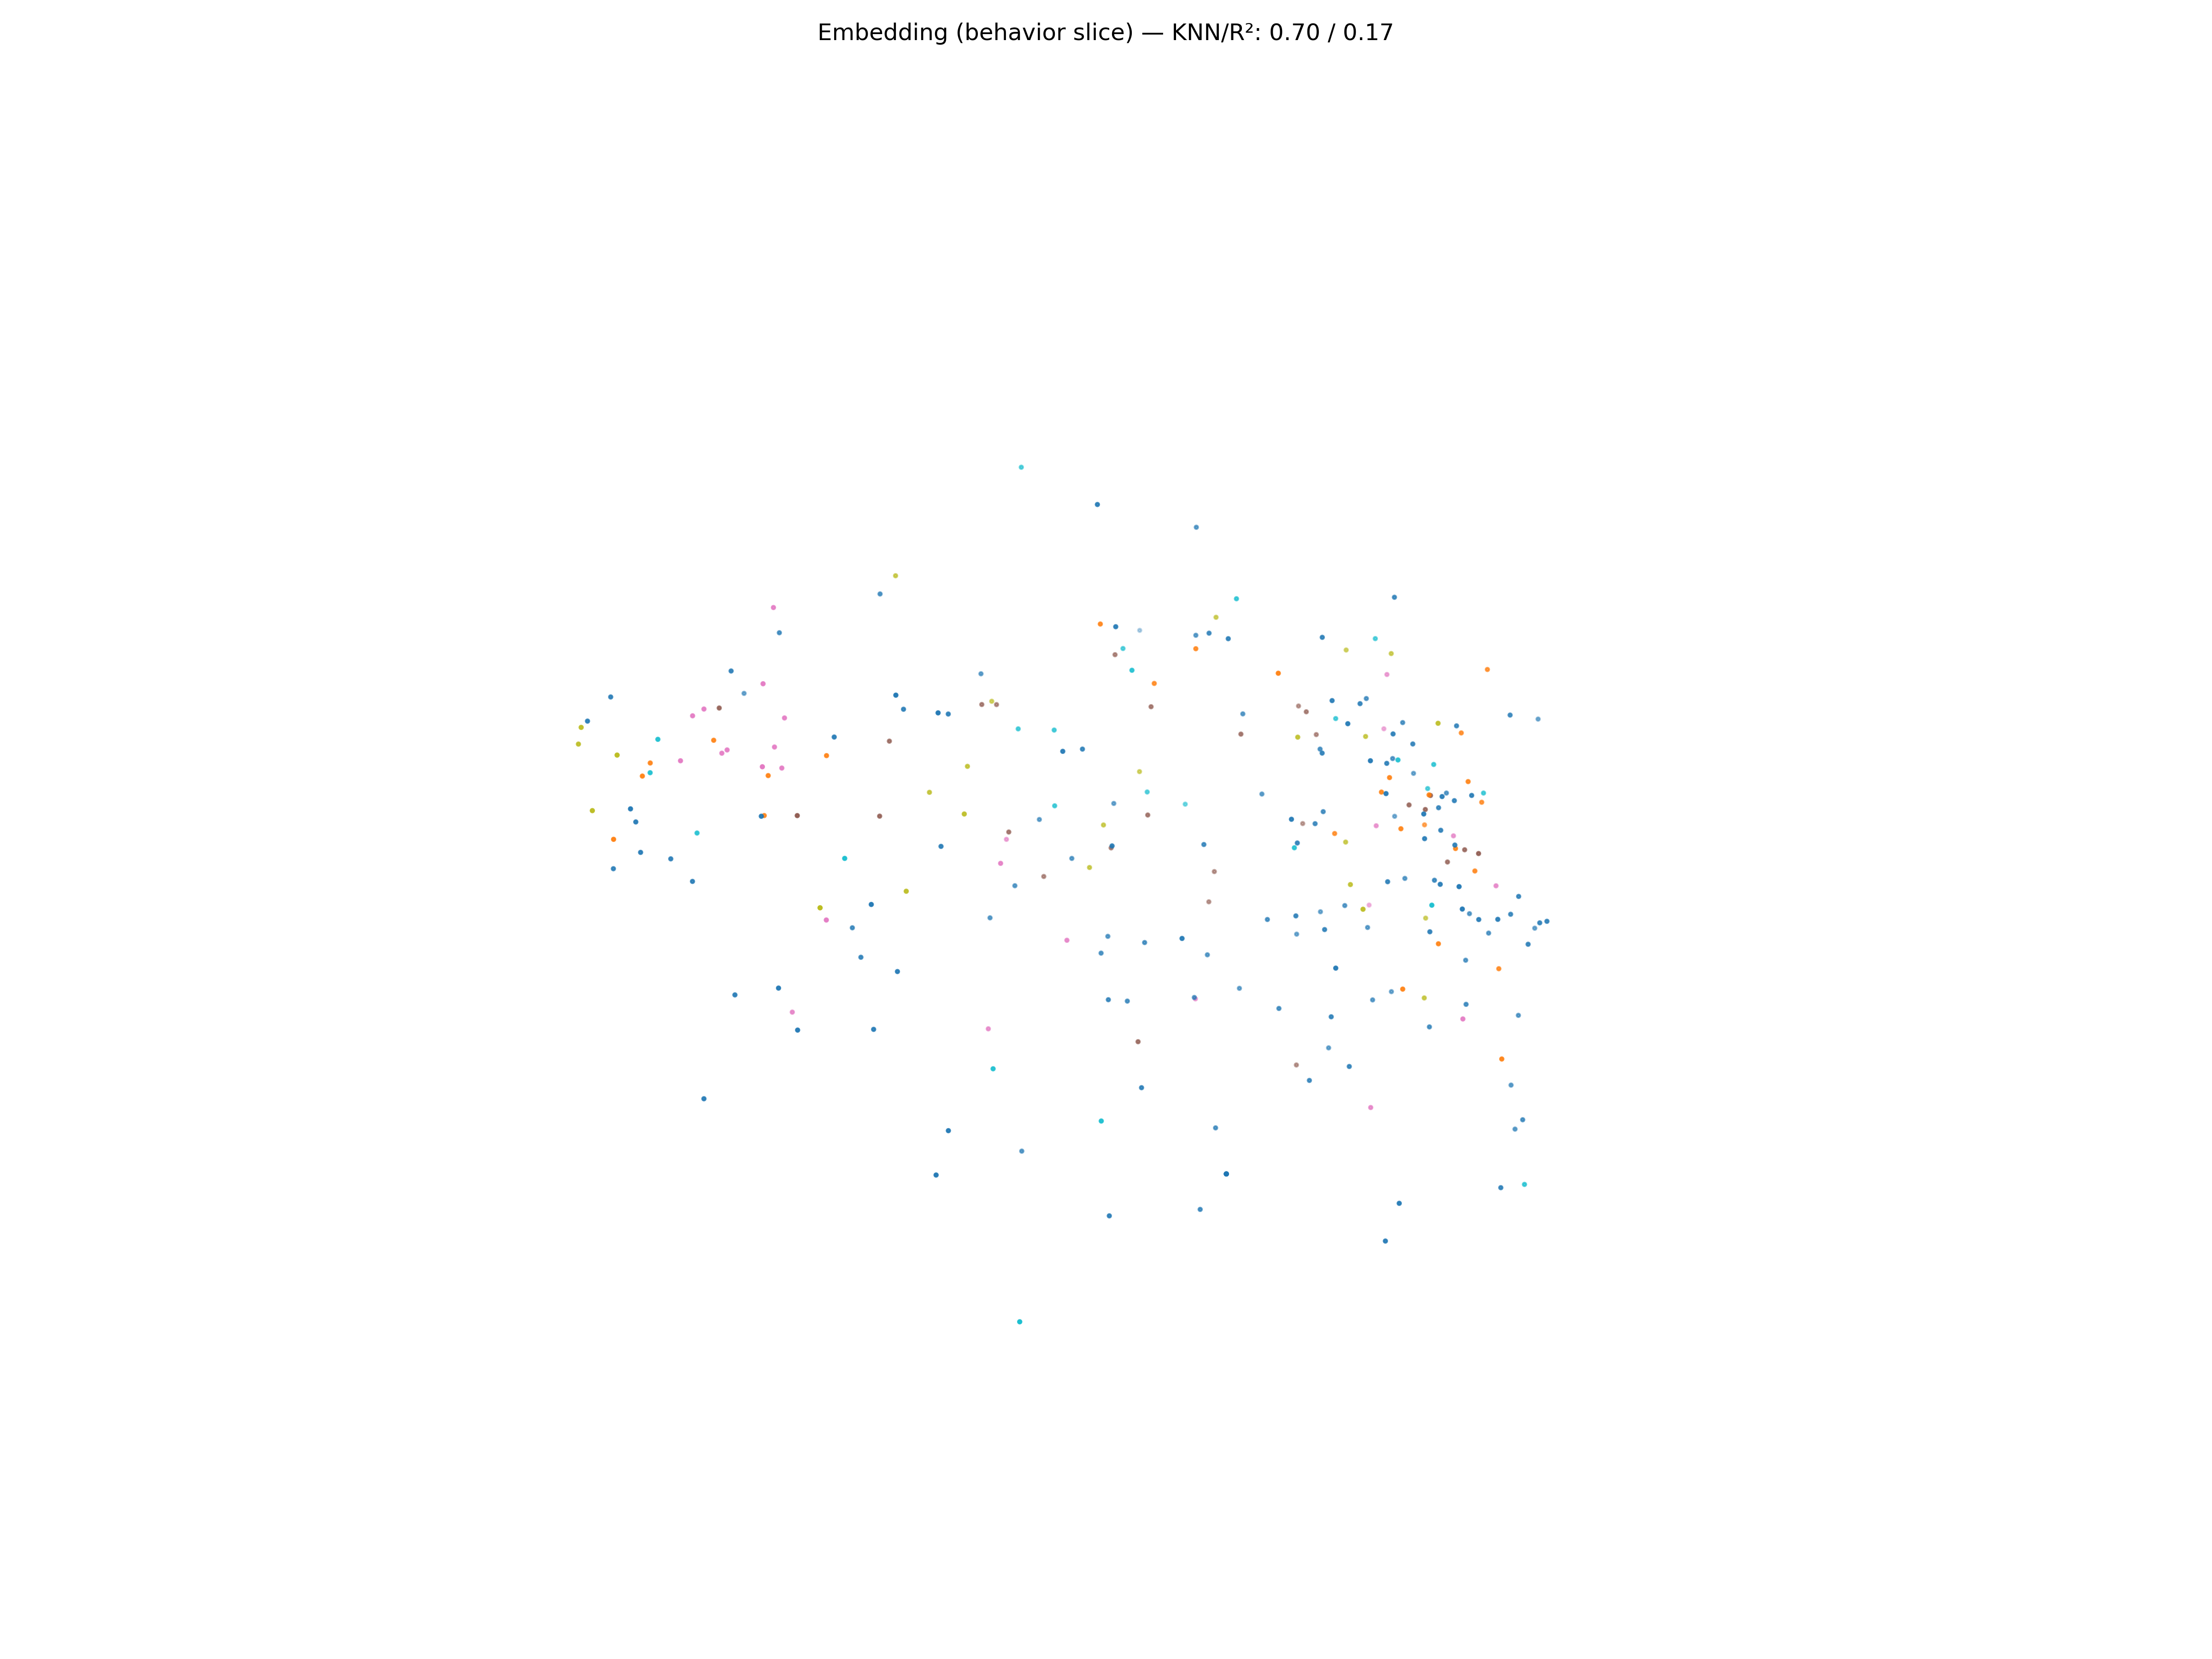 Embedding (behavior slice) — KNN/R²: 0.70 / 0.17